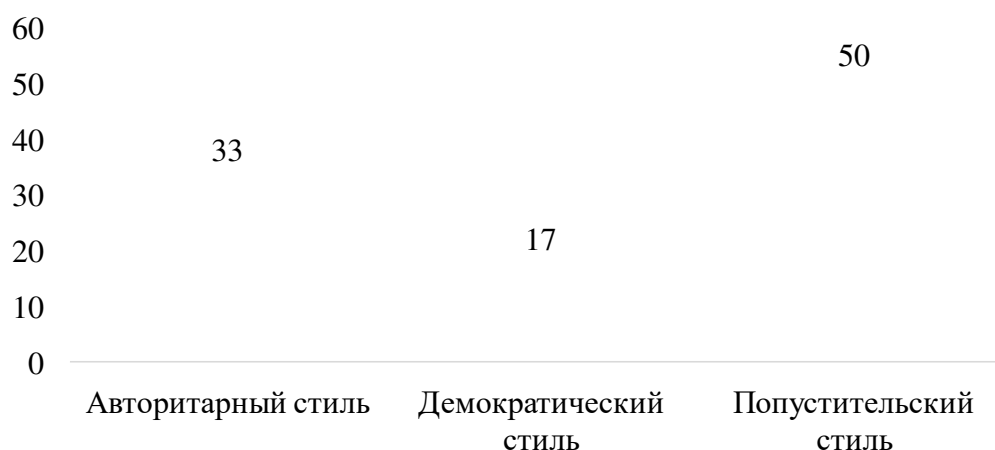 60
50
50
40
33
30
17
20
10
0
Авторитарный стиль
Демократический
стиль
Попустительский
стиль